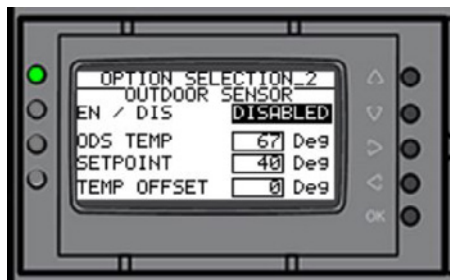 OPTION SELECTION_2
OUTDOOR SENSOR
EN / DIS DISABLED
ODS TEMP 67 Deg
SETPOINT 40 Deg
TEMP OFFSET 0 Deg
OK